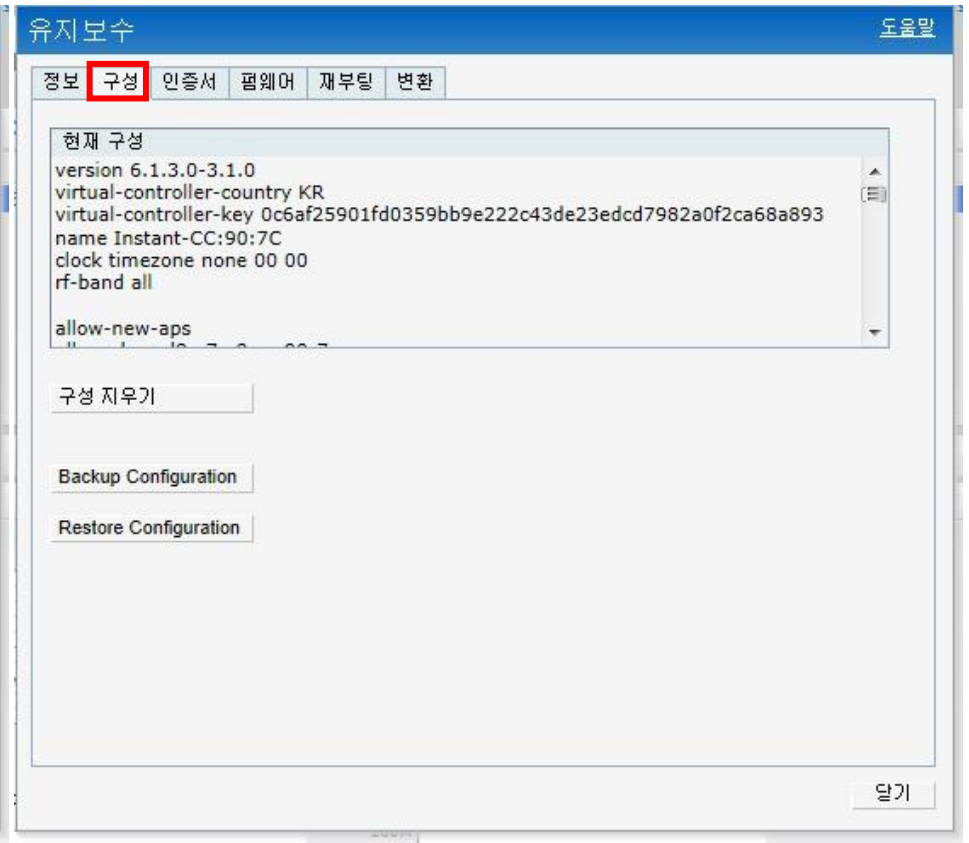 유지보수
도움말
정보 구성 인증서 펌웨어 재부팅 변환
현재 구성
version 6.1.3.0-3.1.0
virtual-controller-country KR
virtual-controller-key 0c6af25901fd0359bb9e222c43de23edcd7982a0f2ca68a893
name Instant-CC:90:7C
clock timezone none 00 00
rf-band all
allow-new-aps
구성 지우기
Backup Configuration
Restore Configuration
닫기